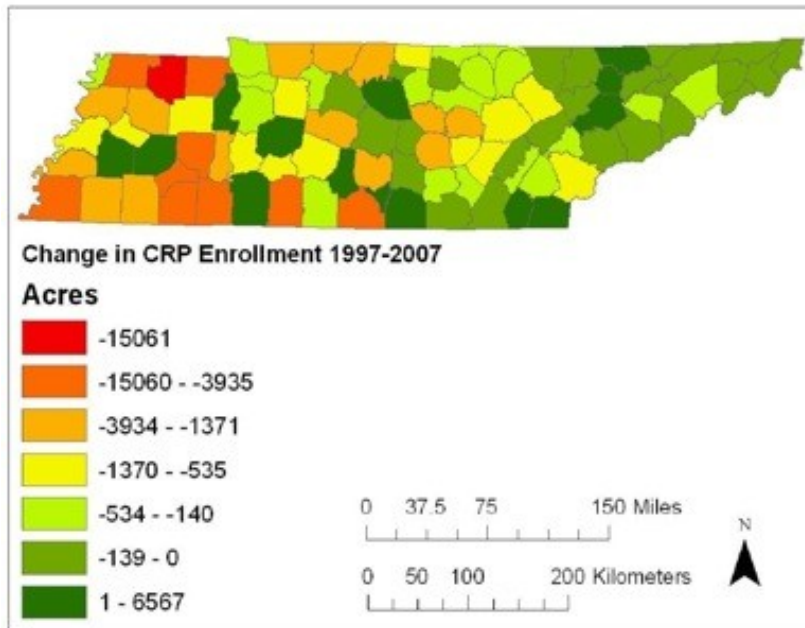 Change in CRP Enrollment 1997-2007
Acres
-15061
-15060 - -3935
-3934 - -1371
-1370 - -535
-534 - -140
-139 - 0
1 - 6567
0 37.5 75 150 Miles
0 50 100 200 Kilometers
N